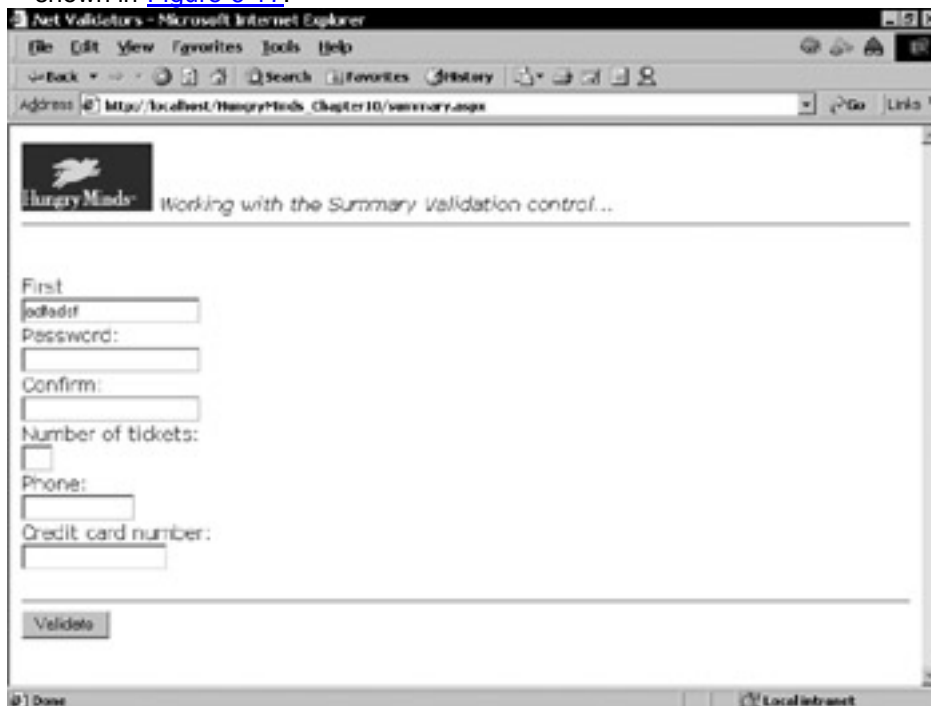 shown in Figure 6-11.
.Net Validators - Microsoft Internet Explorer
File Edit View Favorites Tools Help
Back Search Favorites History
Address http://localhost/HungryMinds_Chapter10/summary.aspx Go Links
Hungry Minds
Working with the Summary Validation control...
First
Password:
Confirm:
Number of tickets:
Phone:
Credit card number:
Validate
Done Local intranet